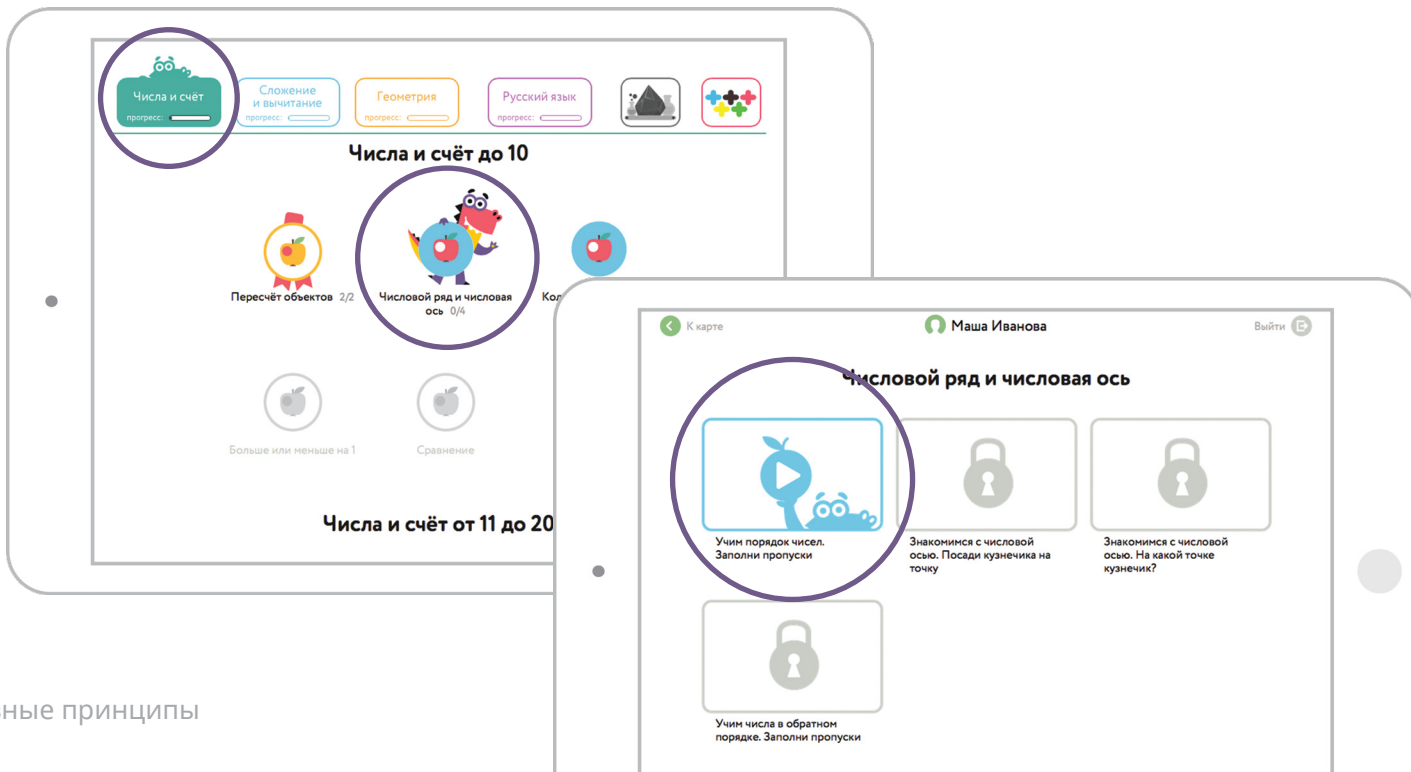 Числа и счёт
прогресс:
Сложение
и вычитание
прогресс:
Геометрия
прогресс:
Русский язык
прогресс:
Числа и счёт до 10
Пересчёт объектов 2/2
Числовой ряд и числовая
ось 0/4
Больше или меньше на 1
Сравнение
Числа и счёт от 11 до 20
К карте
Маша Иванова
Выйти
Числовой ряд и числовая ось
Учим порядок чисел.
Заполни пропуски
Знакомимся с числовой
осью. Посади кузнечика на
точку
Знакомимся с числовой
осью. На какой точке
кузнечик?
Учим числа в обратном
порядке. Заполни пропуски
принципы